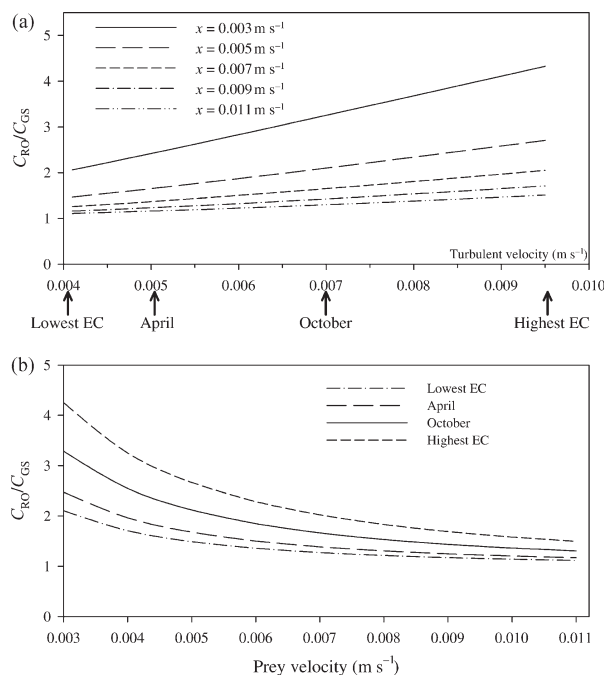 (a)
x = 0.003 m s⁻¹
x = 0.005 m s⁻¹
x = 0.007 m s⁻¹
x = 0.009 m s⁻¹
x = 0.011 m s⁻¹
5
4
3
2
1
0
C_RO/C_GS
Turbulent velocity (m s⁻¹)
0.004 0.005 0.006 0.007 0.008 0.009 0.010
Lowest EC April October Highest EC
(b)
Lowest EC
April
October
Highest EC
5
4
3
2
1
0
C_RO/C_GS
0.003 0.004 0.005 0.006 0.007 0.008 0.009 0.010 0.011
Prey velocity (m s⁻¹)